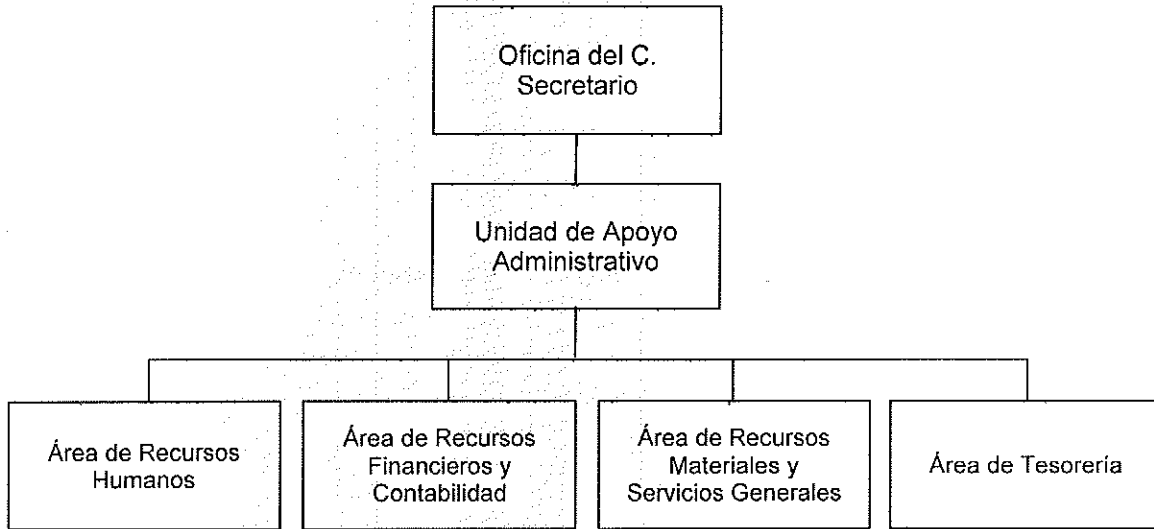 Oficina del C.
Secretario
Unidad de Apoyo
Administrativo
Área de Recursos
Humanos
Área de Recursos
Financieros y
Contabilidad
Área de Recursos
Materiales y
Servicios Generales
Área de Tesorería